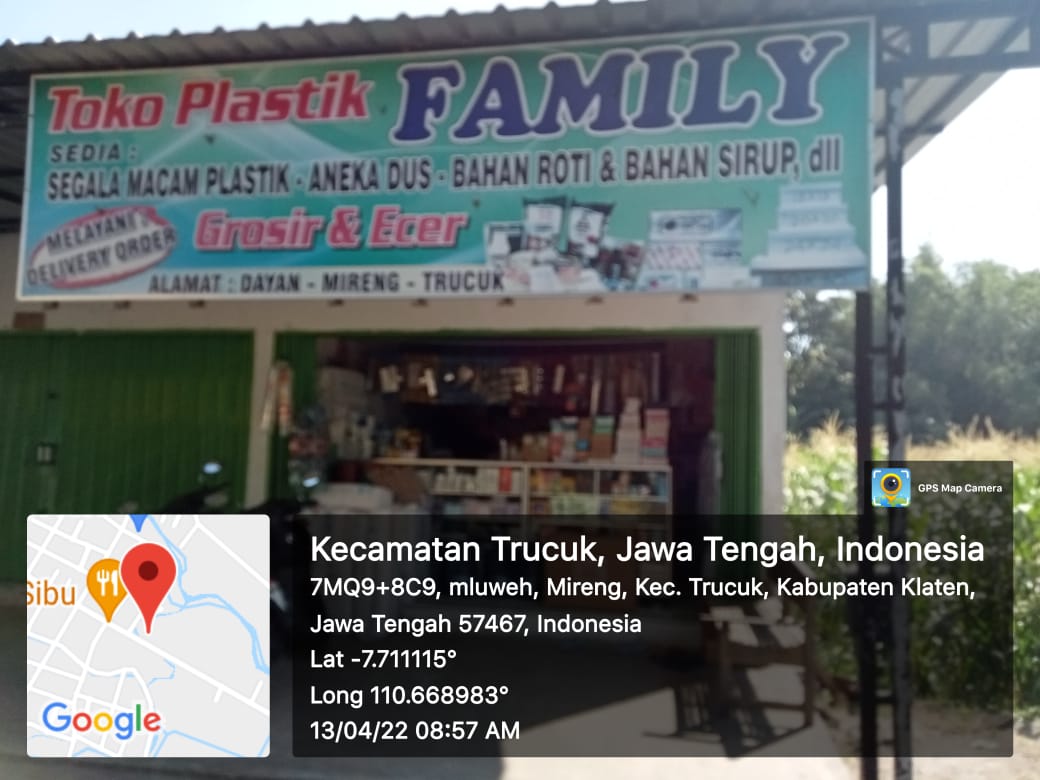 Toko Plastik FAMILY
SEDIA :
SEGALA MACAM PLASTIK - ANEKA DUS - BAHAN ROTI & BAHAN SIRUP, dll
MELAYANI
DELIVERY ORDER
Grosir & Ecer
ALAMAT : DAYAN - MIRENG - TRUCUK
GPS Map Camera
Sibu
Google
Kecamatan Trucuk, Jawa Tengah, Indonesia
7MQ9+8C9, mluweh, Mireng, Kec. Trucuk, Kabupaten Klaten,
Jawa Tengah 57467, Indonesia
Lat -7.711115°
Long 110.668983°
13/04/22 08:57 AM